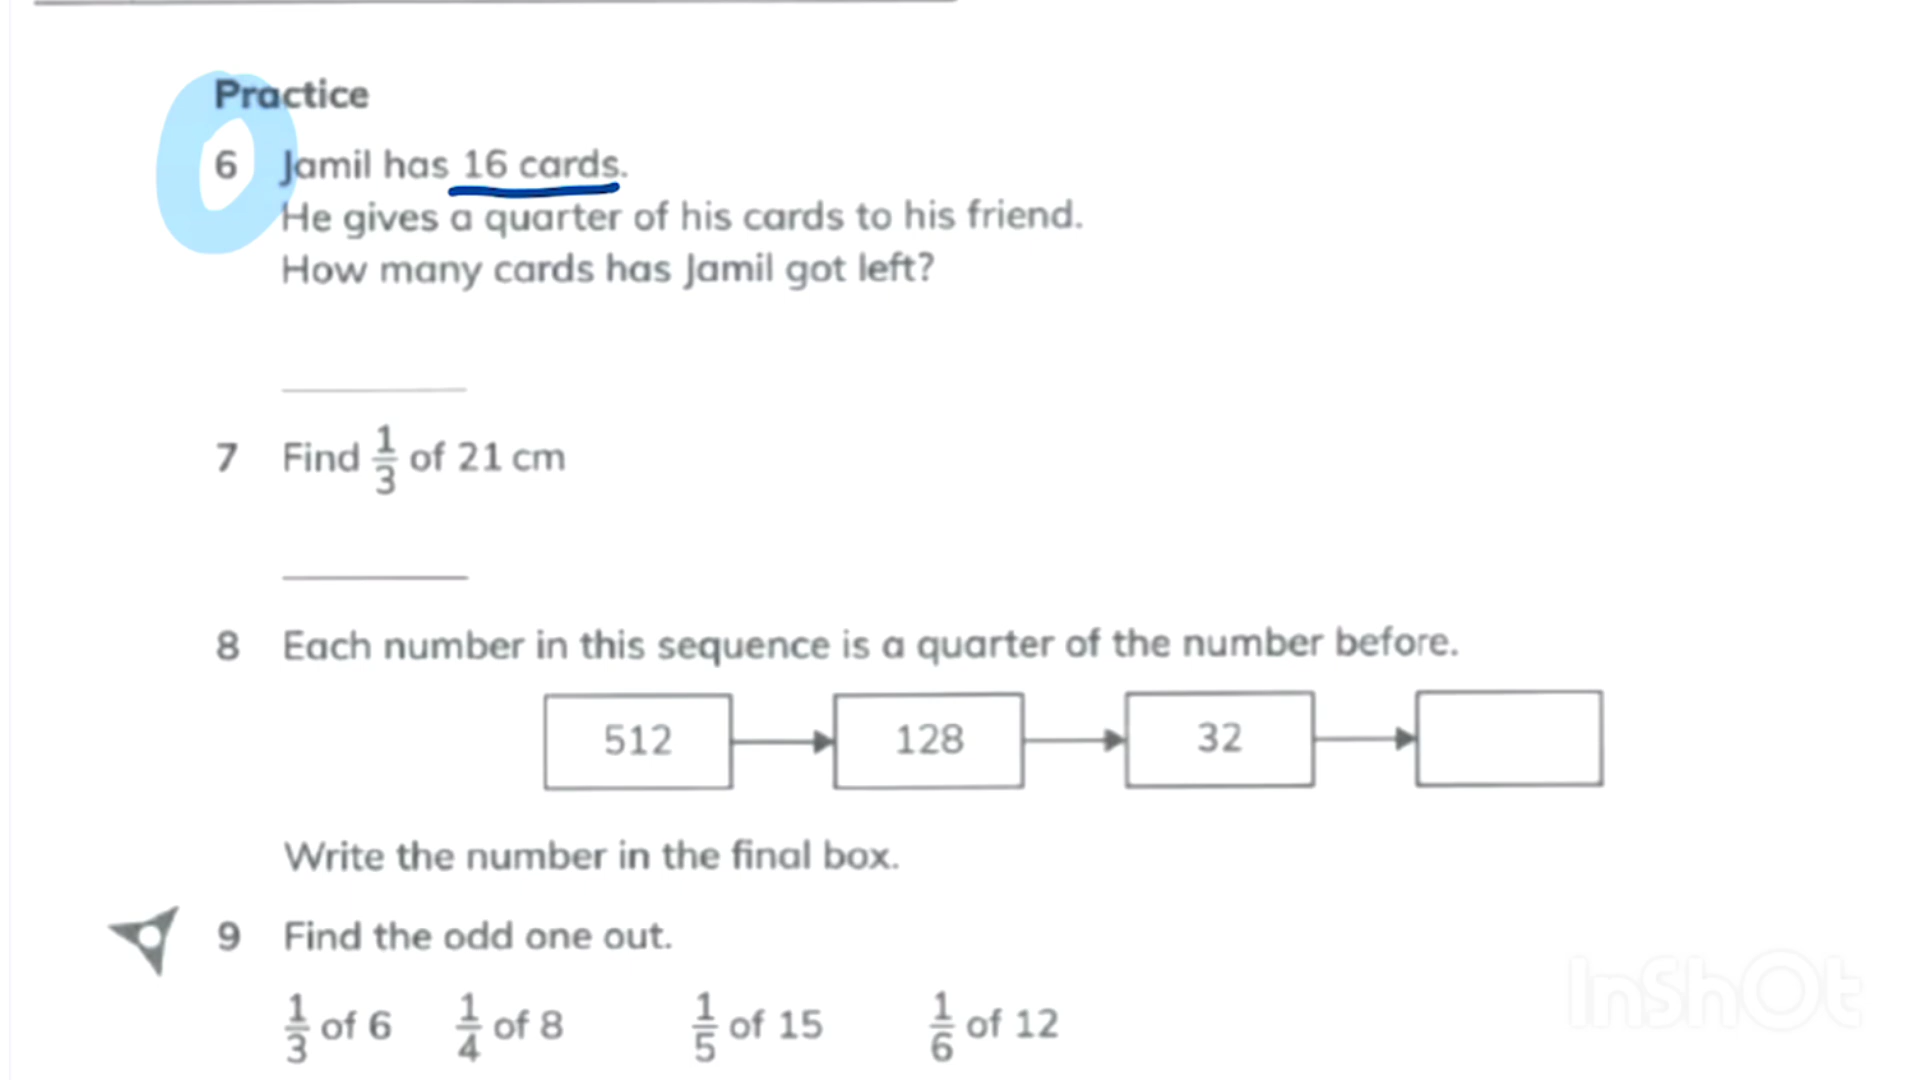 Practice
6 Jamil has 16 cards.
He gives a quarter of his cards to his friend.
How many cards has Jamil got left?
7 Find 1/3 of 21 cm
8 Each number in this sequence is a quarter of the number before.
512 128 32
Write the number in the final box.
9 Find the odd one out.
1/3 of 6 1/4 of 8 1/5 of 15 1/6 of 12
InShOt